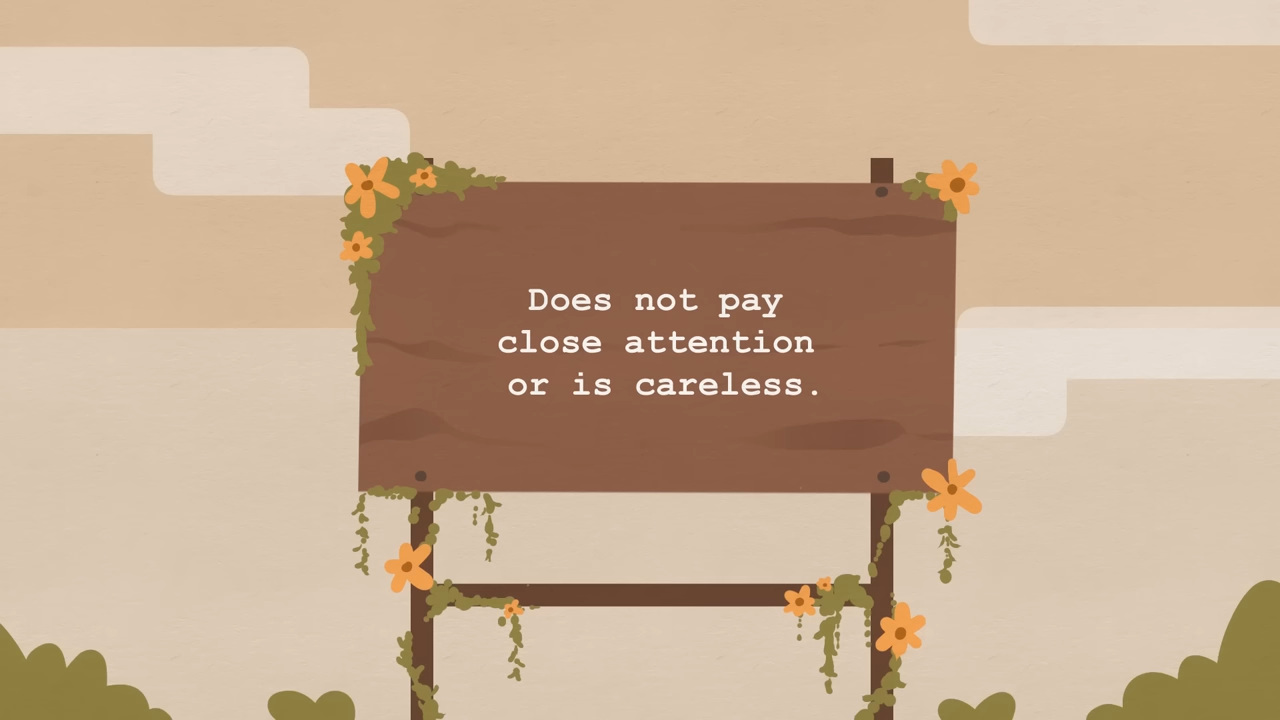 Does not pay
close attention
or is careless.